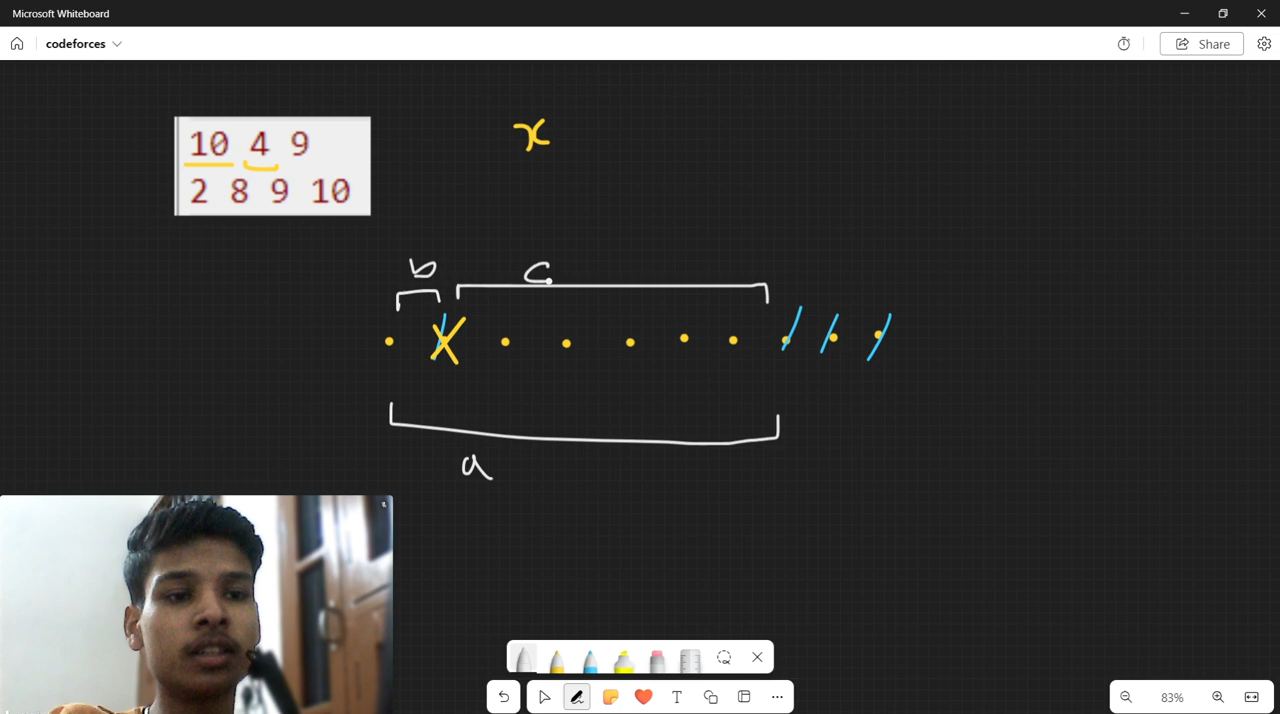 Microsoft Whiteboard
codeforces
Share
10 4 9
2 8 9 10
x
b
c
a
83%